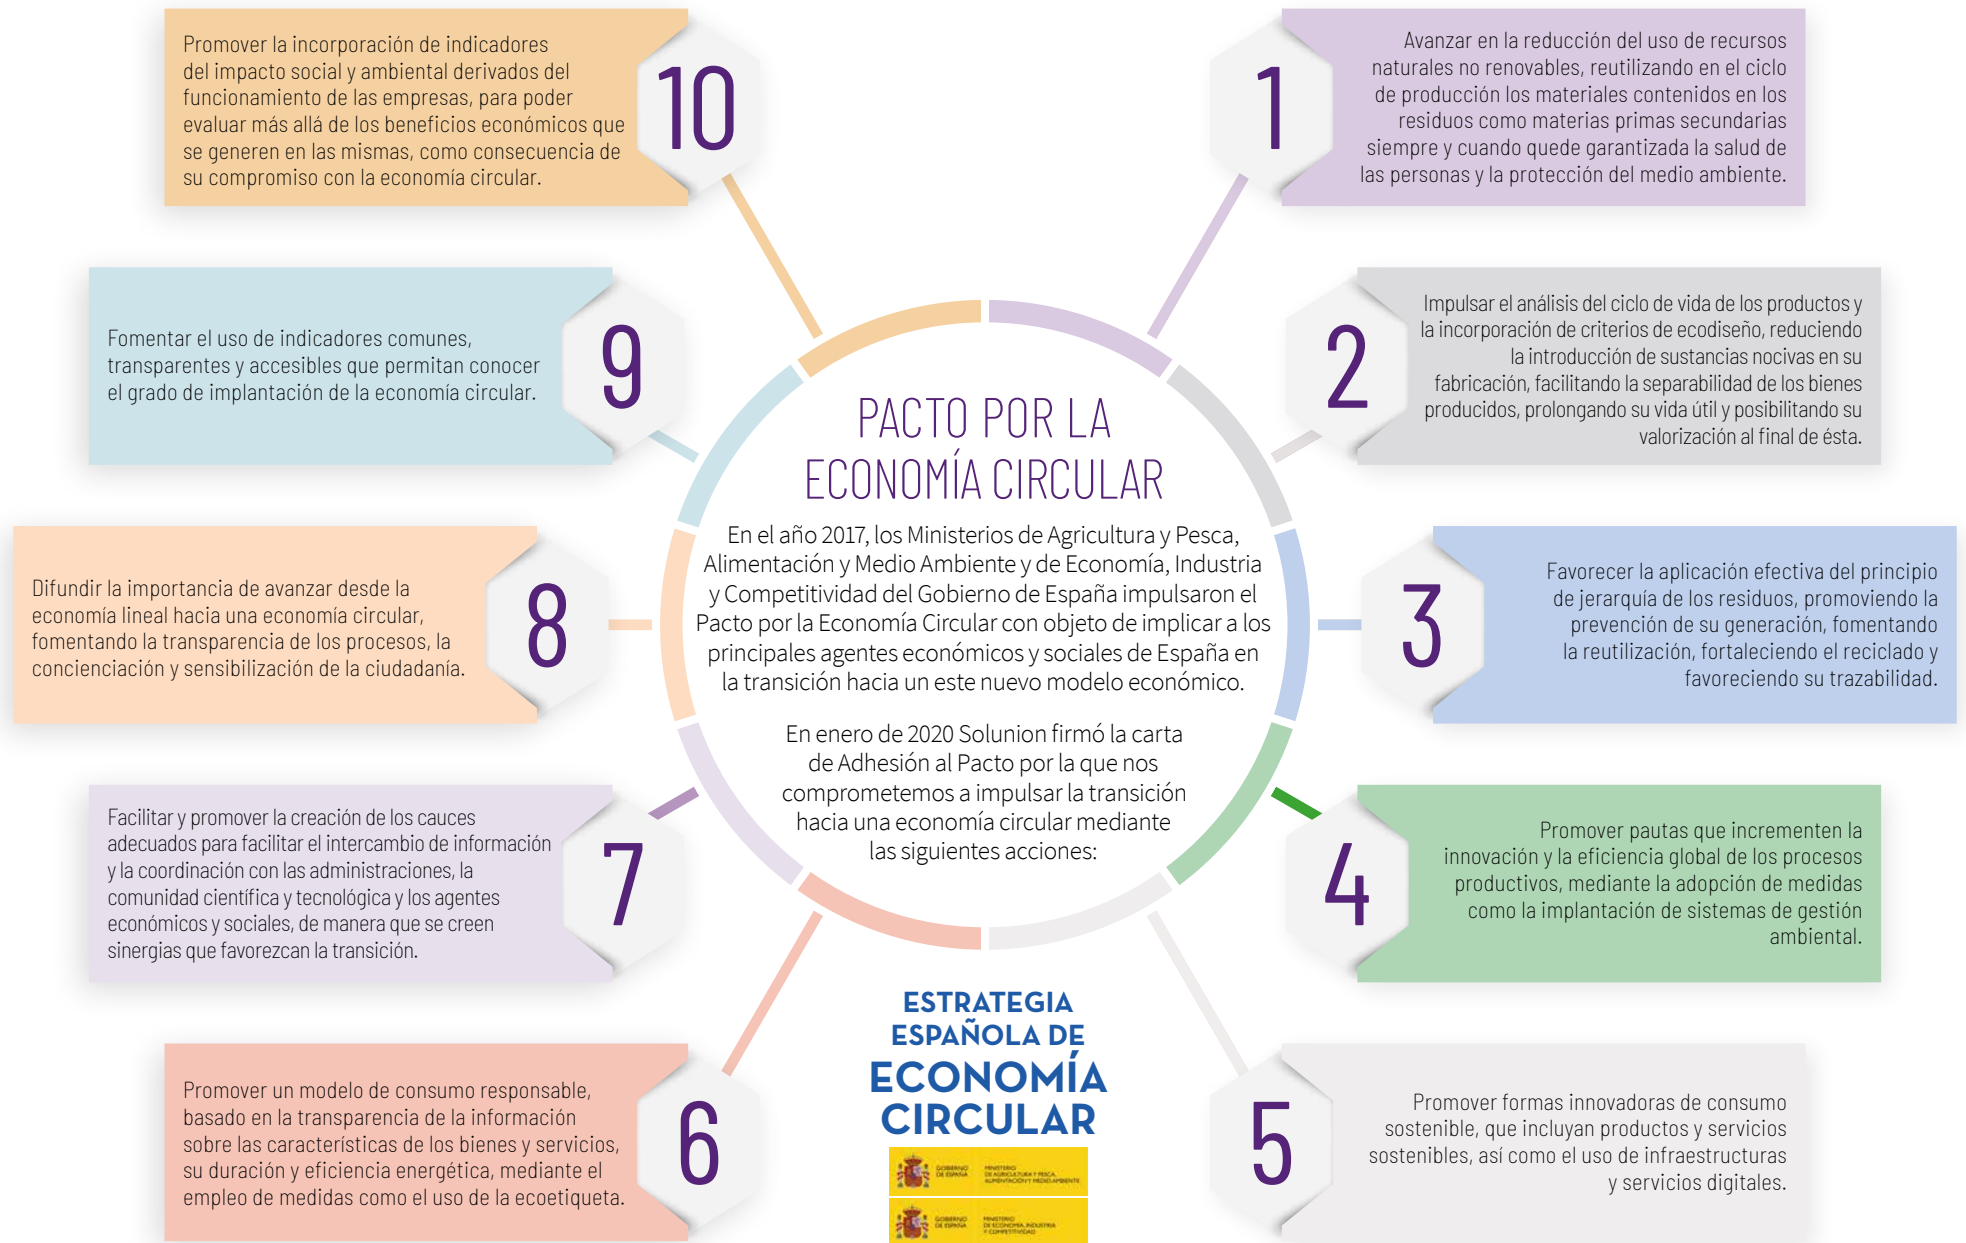 PACTO POR LA
ECONOMÍA CIRCULAR
En el año 2017, los Ministerios de Agricultura y Pesca,
Alimentación y Medio Ambiente y de Economía, Industria
y Competitividad del Gobierno de España impulsaron el
Pacto por la Economía Circular con objeto de implicar a los
principales agentes económicos y sociales de España en
la transición hacia un este nuevo modelo económico.
En enero de 2020 Solunion firmó la carta
de Adhesión al Pacto por la que nos
comprometemos a impulsar la transición
hacia una economía circular mediante
las siguientes acciones:
1
Avanzar en la reducción del uso de recursos
naturales no renovables, reutilizando en el ciclo
de producción los materiales contenidos en los
residuos como materias primas secundarias
siempre y cuando quede garantizada la salud de
las personas y la protección del medio ambiente.
2
Impulsar el análisis del ciclo de vida de los productos y
la incorporación de criterios de ecodiseño, reduciendo
la introducción de sustancias nocivas en su
fabricación, facilitando la separabilidad de los bienes
producidos, prolongando su vida útil y posibilitando su
valorización al final de ésta.
3
Favorecer la aplicación efectiva del principio
de jerarquía de los residuos, promoviendo la
prevención de su generación, fomentando
la reutilización, fortaleciendo el reciclado y
favoreciendo su trazabilidad.
4
Promover pautas que incrementen la
innovación y la eficiencia global de los procesos
productivos, mediante la adopción de medidas
como la implantación de sistemas de gestión
ambiental.
5
Promover formas innovadoras de consumo
sostenible, que incluyan productos y servicios
sostenibles, así como el uso de infraestructuras
y servicios digitales.
6
Promover un modelo de consumo responsable,
basado en la transparencia de la información
sobre las características de los bienes y servicios,
su duración y eficiencia energética, mediante el
empleo de medidas como el uso de la ecoetiqueta.
7
Facilitar y promover la creación de los cauces
adecuados para facilitar el intercambio de información
y la coordinación con las administraciones, la
comunidad científica y tecnológica y los agentes
económicos y sociales, de manera que se creen
sinergias que favorezcan la transición.
8
Difundir la importancia de avanzar desde la
economía lineal hacia una economía circular,
fomentando la transparencia de los procesos, la
concienciación y sensibilización de la ciudadanía.
9
Fomentar el uso de indicadores comunes,
transparentes y accesibles que permitan conocer
el grado de implantación de la economía circular.
10
Promover la incorporación de indicadores
del impacto social y ambiental derivados del
funcionamiento de las empresas, para poder
evaluar más allá de los beneficios económicos que
se generen en las mismas, como consecuencia de
su compromiso con la economía circular.
ESTRATEGIA
ESPAÑOLA DE
ECONOMÍA
CIRCULAR
GOBIERNO
DE ESPAÑA
MINISTERIO
DE AGRICULTURA Y PESCA,
ALIMENTACIÓN Y MEDIO AMBIENTE
GOBIERNO
DE ESPAÑA
MINISTERIO
DE ECONOMÍA, INDUSTRIA
Y COMPETITIVIDAD